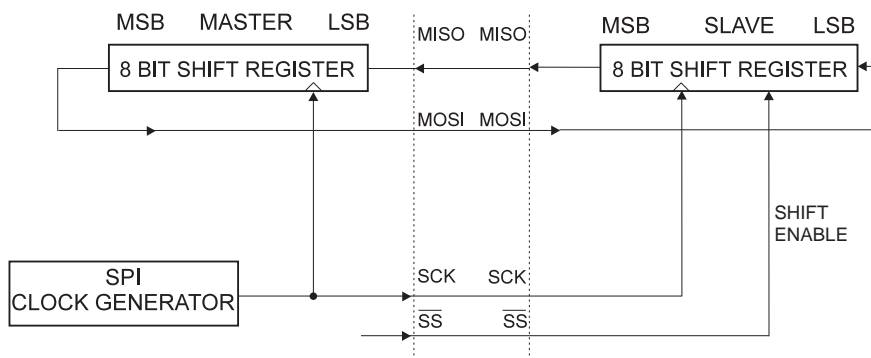 MSB MASTER LSB
MISO MISO
MSB SLAVE LSB
8 BIT SHIFT REGISTER
8 BIT SHIFT REGISTER
MOSI MOSI
SHIFT
ENABLE
SPI
CLOCK GENERATOR
SCK SCK
SS SS